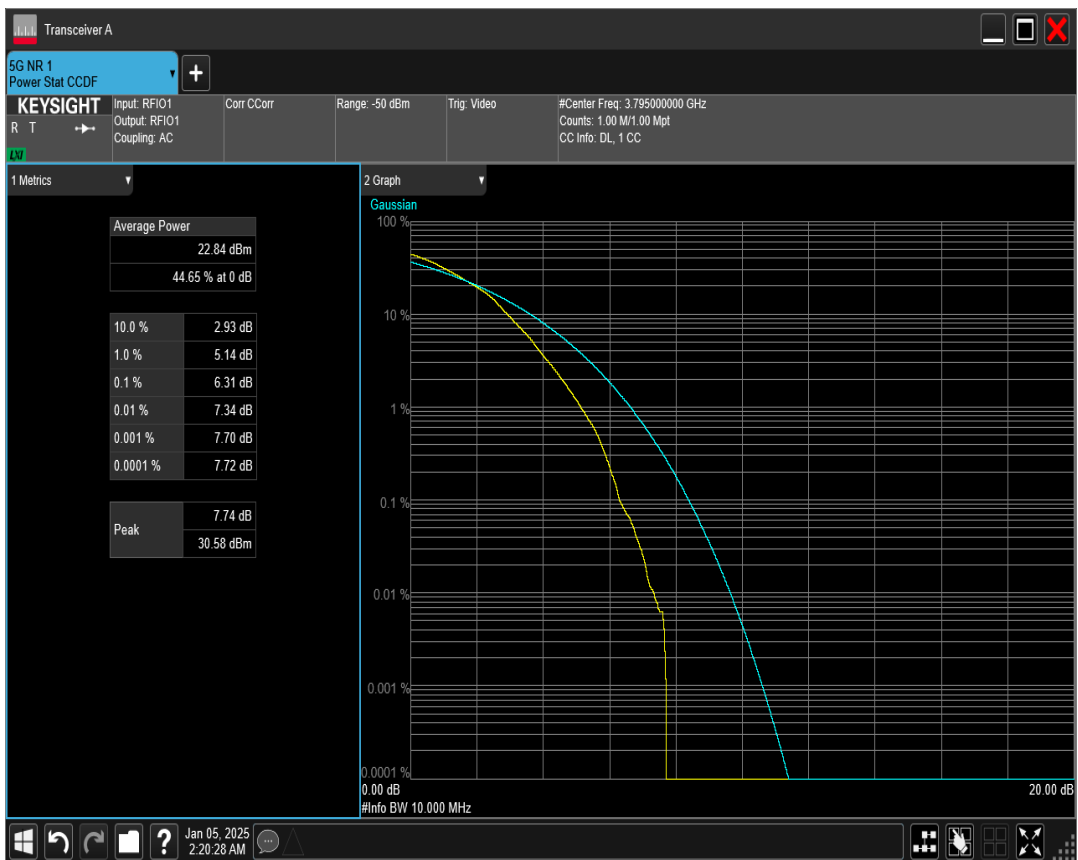 Transceiver A
5G NR 1
Power Stat CCDF
+
KEYSIGHT
R T
LXI
Input: RFIO1
Output: RFIO1
Coupling: AC
Corr CCorr
Range: -50 dBm
Trig: Video
#Center Freq: 3.795000000 GHz
Counts: 1.00 M/1.00 Mpt
CC Info: DL, 1 CC
1 Metrics
Average Power
22.84 dBm
44.65 % at 0 dB
10.0 % 2.93 dB
1.0 % 5.14 dB
0.1 % 6.31 dB
0.01 % 7.34 dB
0.001 % 7.70 dB
0.0001 % 7.72 dB
Peak
7.74 dB
30.58 dBm
2 Graph
Gaussian
100 %
10 %
1 %
0.1 %
0.01 %
0.001 %
0.0001 %
0.00 dB 20.00 dB
#Info BW 10.000 MHz
?
Jan 05, 2025
2:20:28 AM